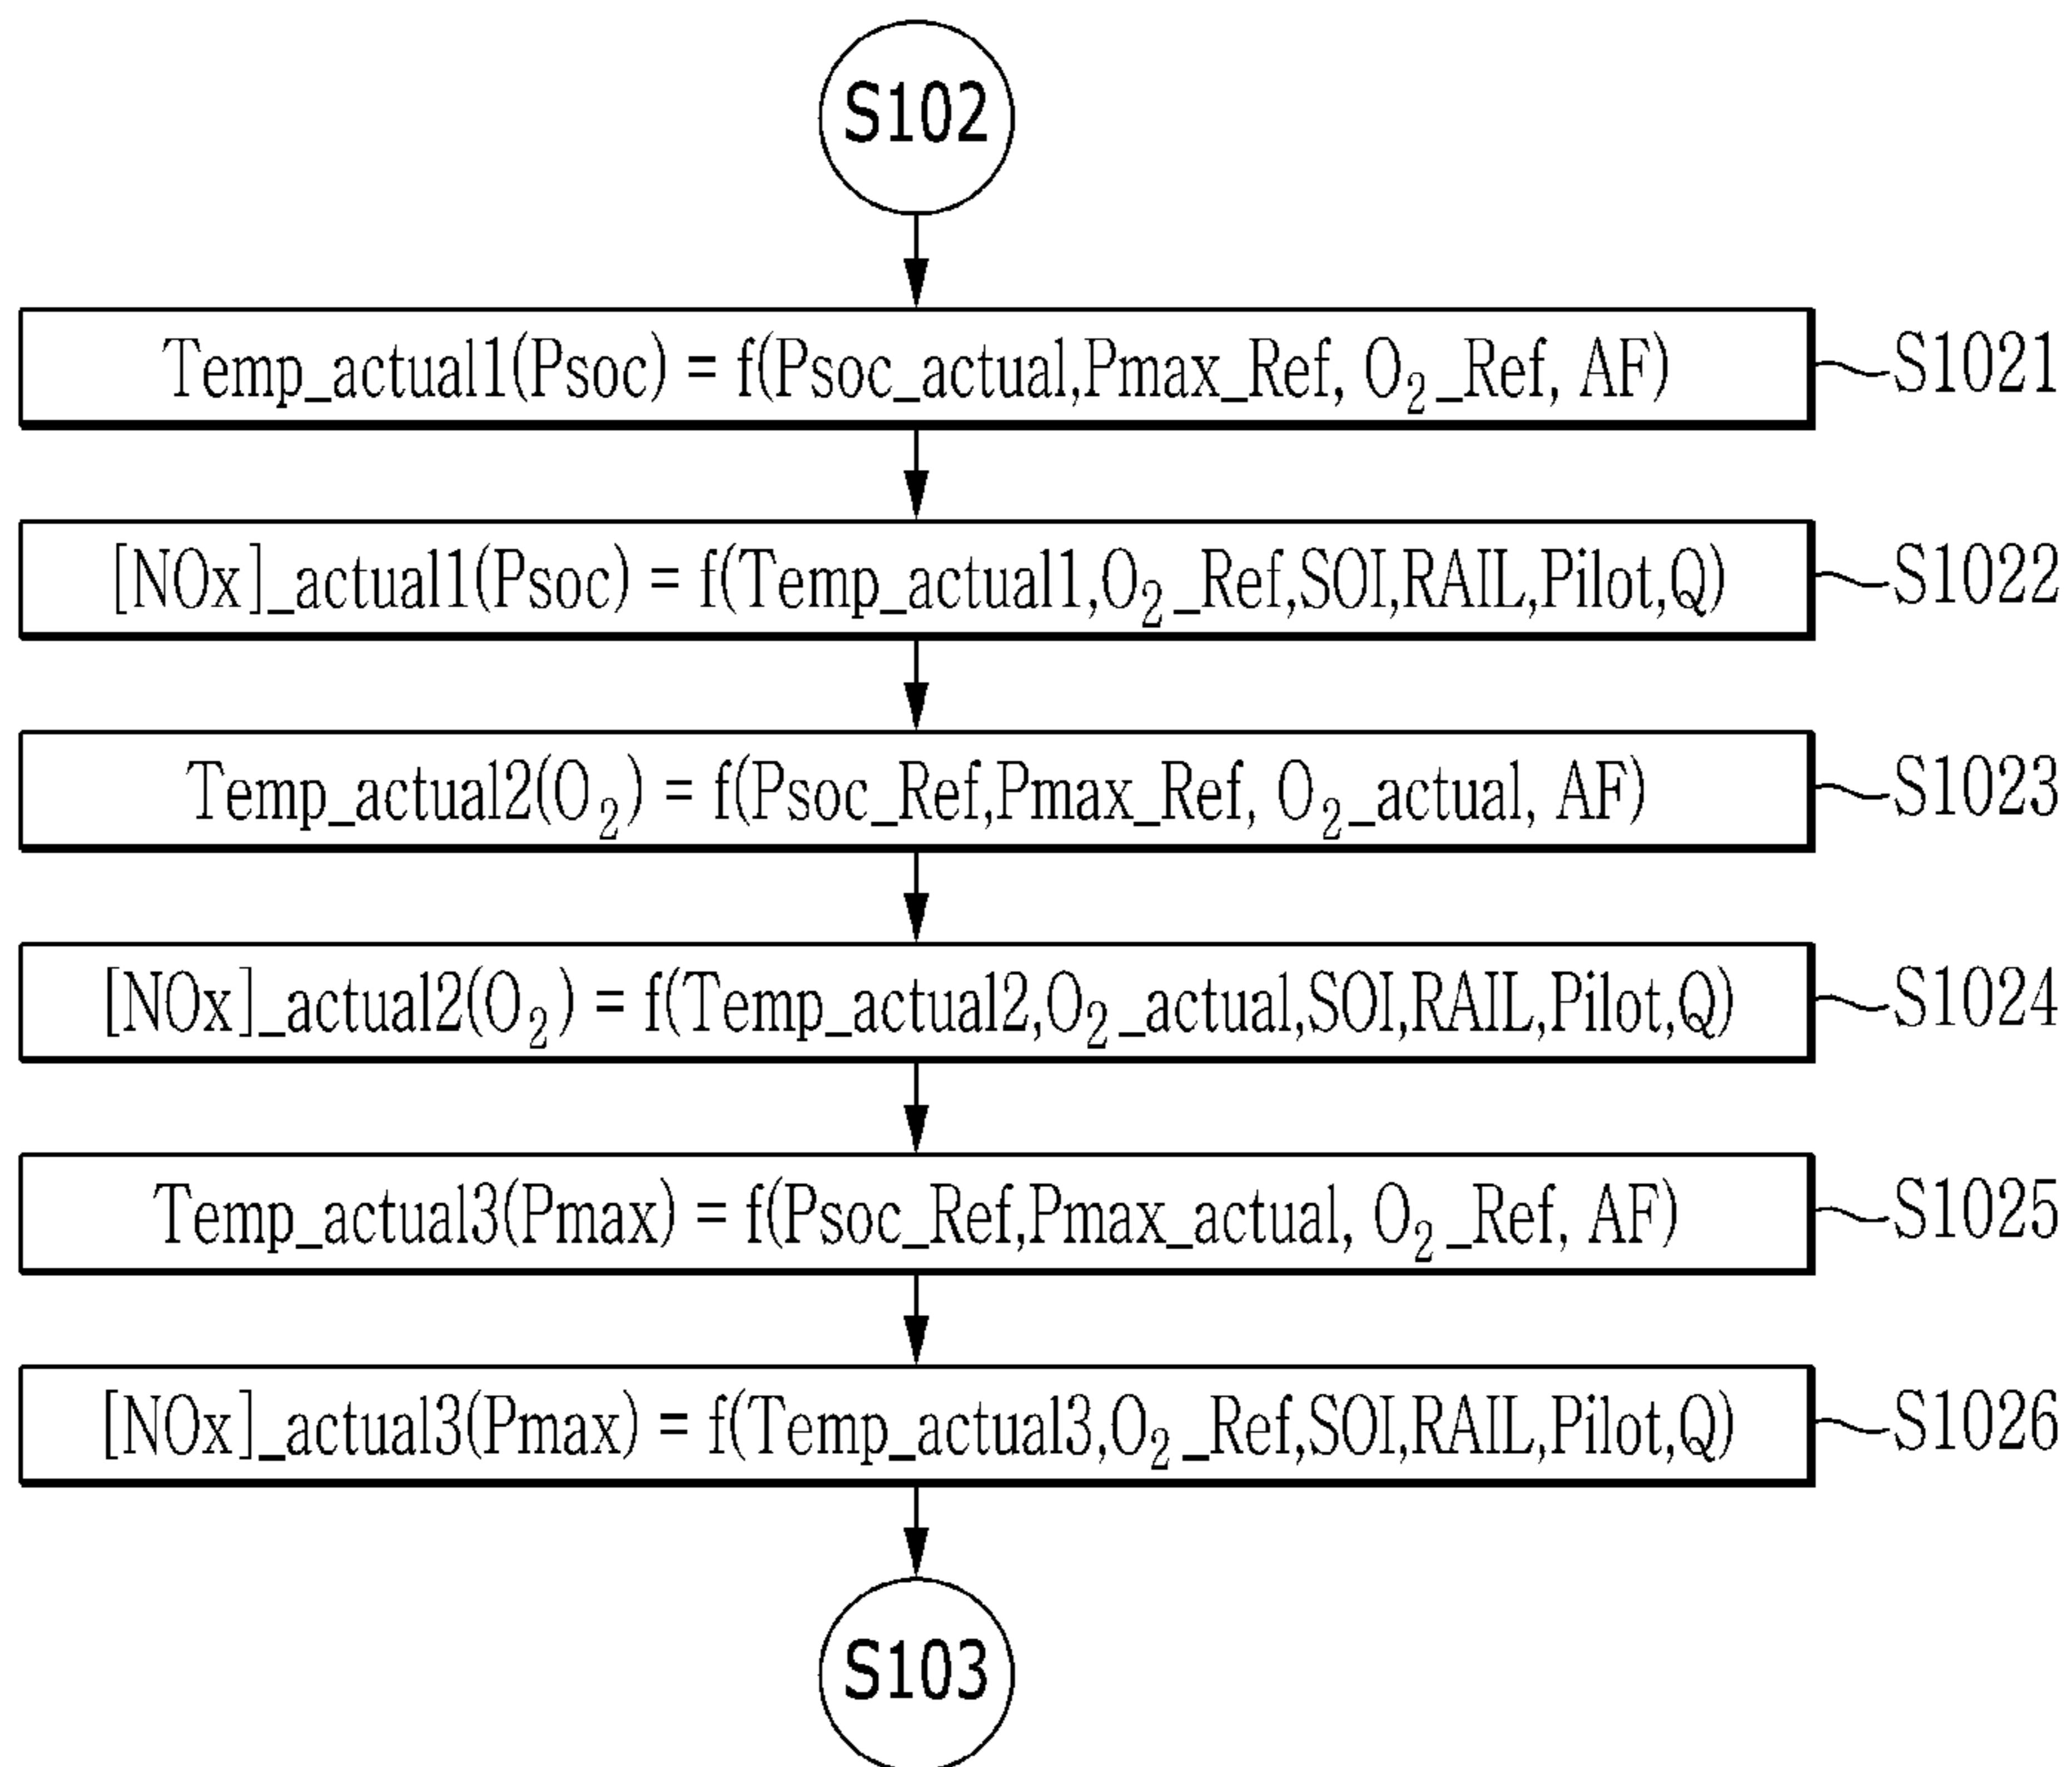 S102
Temp_actual1(Psoc) = f(Psoc_actual,Pmax_Ref, O₂_Ref, AF) S1021
[NOx]_actual1(Psoc) = f(Temp_actual1,O₂_Ref,SOI,RAIL,Pilot,Q) S1022
Temp_actual2(O₂) = f(Psoc_Ref,Pmax_Ref, O₂_actual, AF) S1023
[NOx]_actual2(O₂) = f(Temp_actual2,O₂_actual,SOI,RAIL,Pilot,Q) S1024
Temp_actual3(Pmax) = f(Psoc_Ref,Pmax_actual, O₂_Ref, AF) S1025
[NOx]_actual3(Pmax) = f(Temp_actual3,O₂_Ref,SOI,RAIL,Pilot,Q) S1026
S103